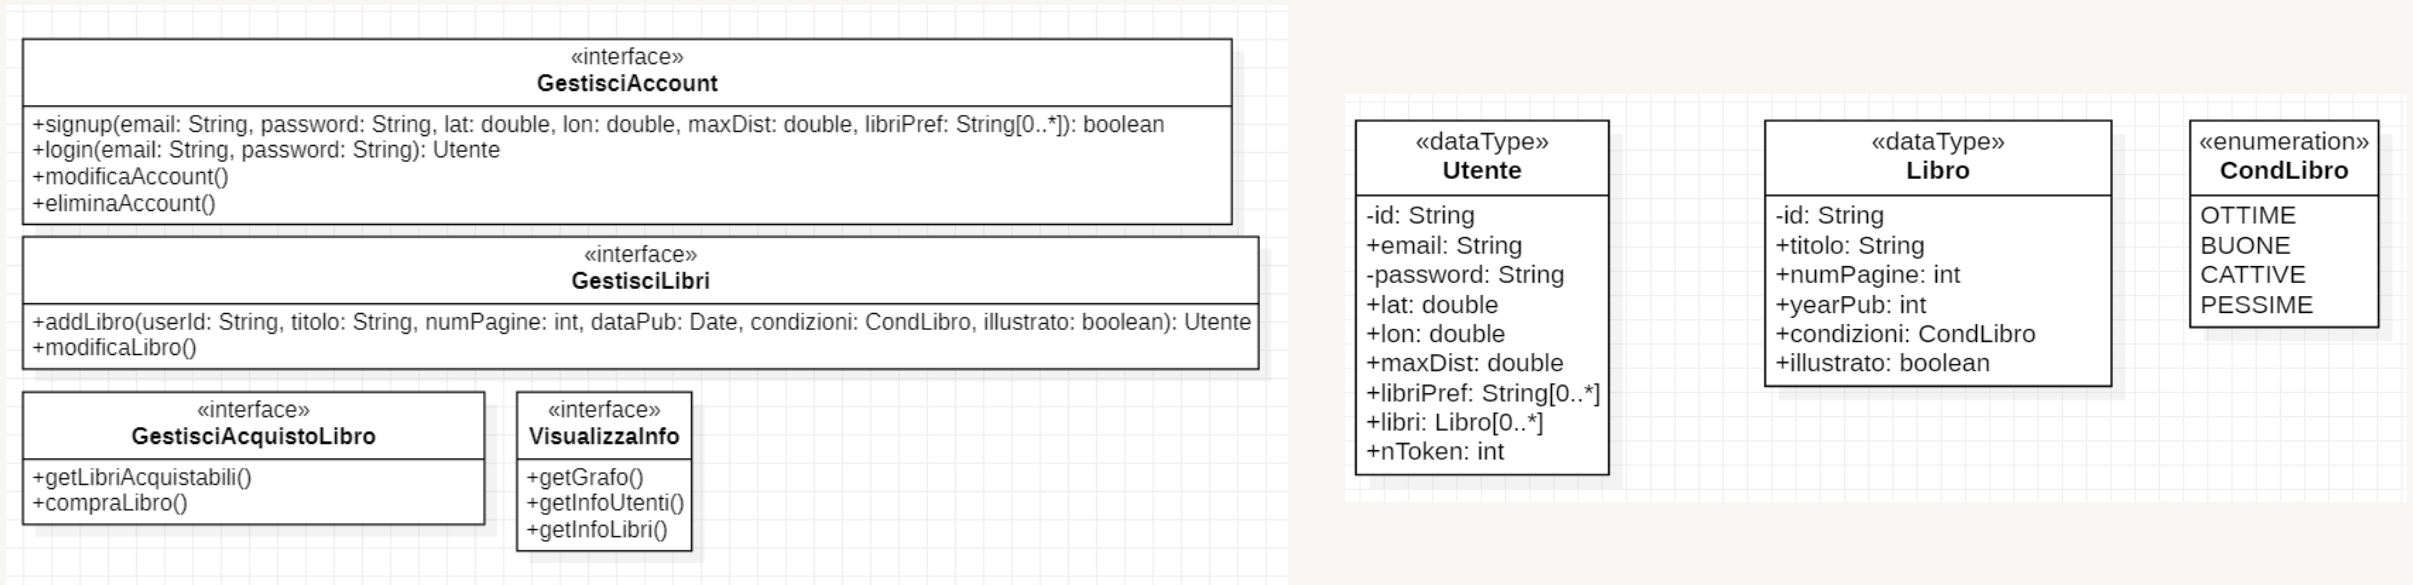 «interface»
GestisciAccount
+signup(email: String, password: String, lat: double, lon: double, maxDist: double, libriPref: String[0..*]): boolean
+login(email: String, password: String): Utente
+modificaAccount()
+eliminaAccount()
«interface»
GestisciLibri
+addLibro(userId: String, titolo: String, numPagine: int, dataPub: Date, condizioni: CondLibro, illustrato: boolean): Utente
+modificaLibro()
«interface»
GestisciAcquistoLibro
+getLibriAcquistabili()
+compraLibro()
«interface»
VisualizzaInfo
+getGrafo()
+getInfoUtenti()
+getInfoLibri()
«dataType»
Utente
-id: String
+email: String
-password: String
+lat: double
+lon: double
+maxDist: double
+libriPref: String[0..*]
+libri: Libro[0..*]
+nToken: int
«dataType»
Libro
-id: String
+titolo: String
+numPagine: int
+yearPub: int
+condizioni: CondLibro
+illustrato: boolean
«enumeration»
CondLibro
OTTIME
BUONE
CATTIVE
PESSIME